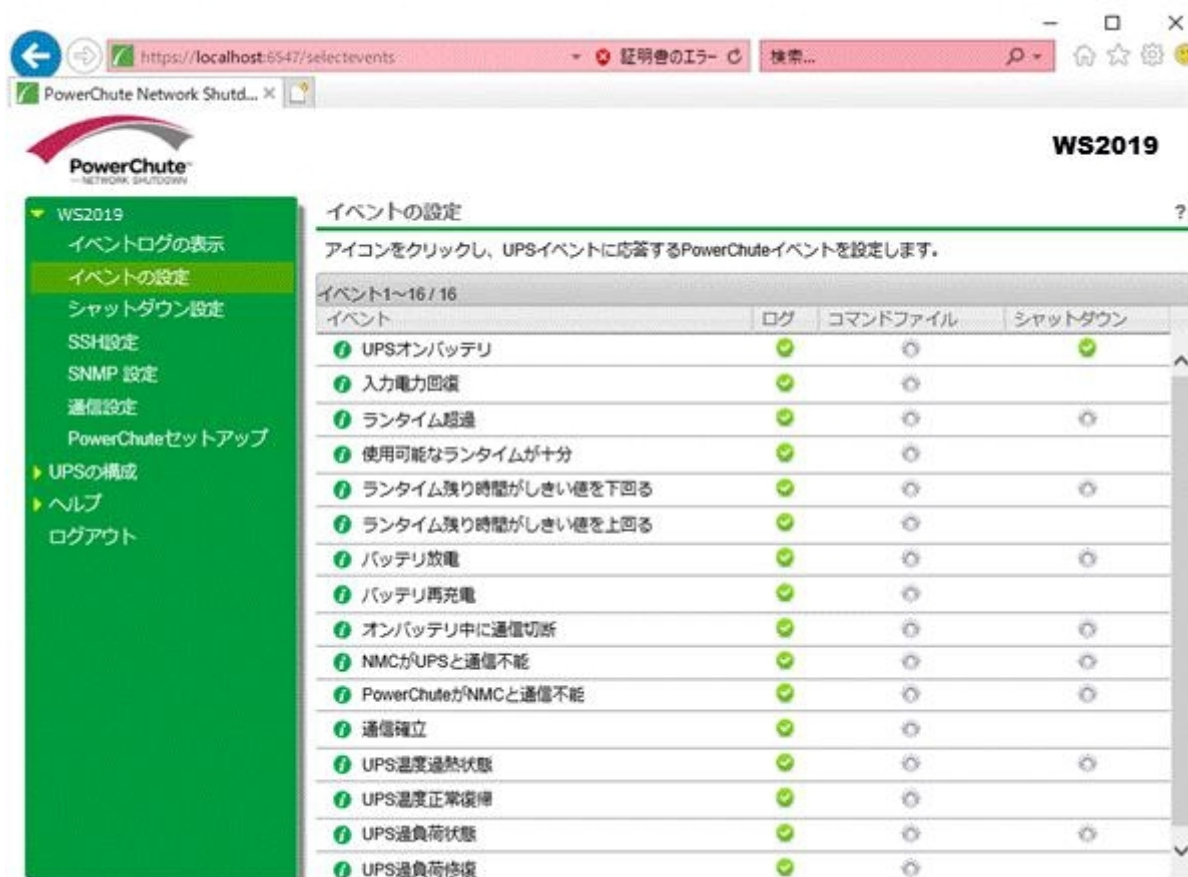 https://localhost:6547/selectevents
証明書のエラー
検索...
PowerChute Network Shutd...
PowerChute
NETWORK SHUTDOWN
WS2019
WS2019
イベントログの表示
イベントの設定
シャットダウン設定
SSH設定
SNMP 設定
通信設定
PowerChuteセットアップ
UPSの構成
ヘルプ
ログアウト
イベントの設定
?
アイコンをクリックし、UPSイベントに応答するPowerChuteイベントを設定します。
イベント1～16 / 16
イベント ログ コマンドファイル シャットダウン
UPSオンバッテリ
入力電力回復
ランタイム超過
使用可能なランタイムが十分
ランタイム残り時間がしきい値を下回る
ランタイム残り時間がしきい値を上回る
バッテリ放電
バッテリ再充電
オンバッテリ中に通信切断
NMCがUPSと通信不能
PowerChuteがNMCと通信不能
通信確立
UPS温度過熱状態
UPS温度正常復帰
UPS過負荷状態
UPS過負荷修復